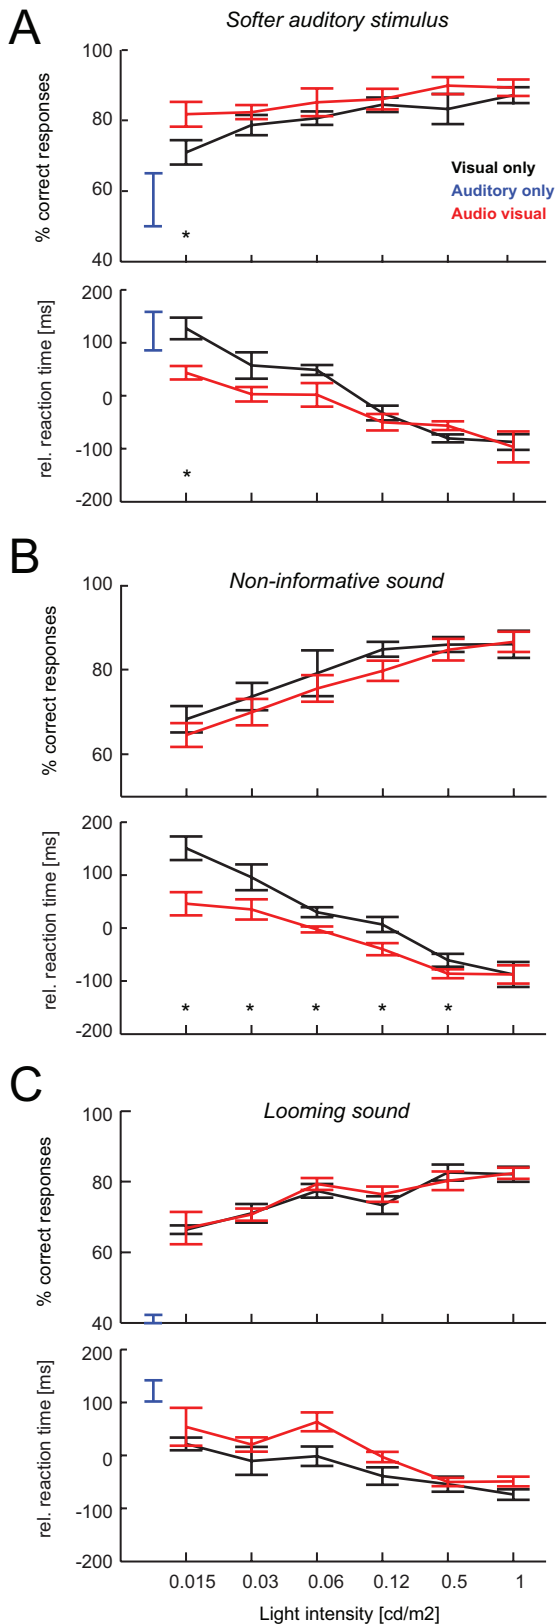 A
Softer auditory stimulus
% correct responses
100
80
60
40
Visual only
Auditory only
Audio visual
*
rel. reaction time [ms]
200
100
0
-100
-200
*
B
Non-informative sound
% correct responses
100
80
60
rel. reaction time [ms]
200
100
0
-100
-200
* * * * *
C
Looming sound
% correct responses
100
80
60
40
rel. reaction time [ms]
200
100
0
-100
-200
0.015 0.03 0.06 0.12 0.5 1
Light intensity [cd/m2]